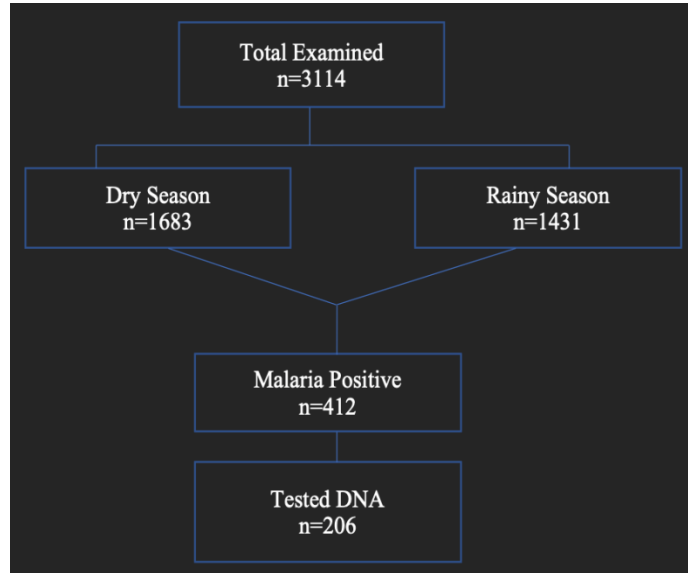 Total Examined
n=3114
Dry Season
n=1683
Rainy Season
n=1431
Malaria Positive
n=412
Tested DNA
n=206